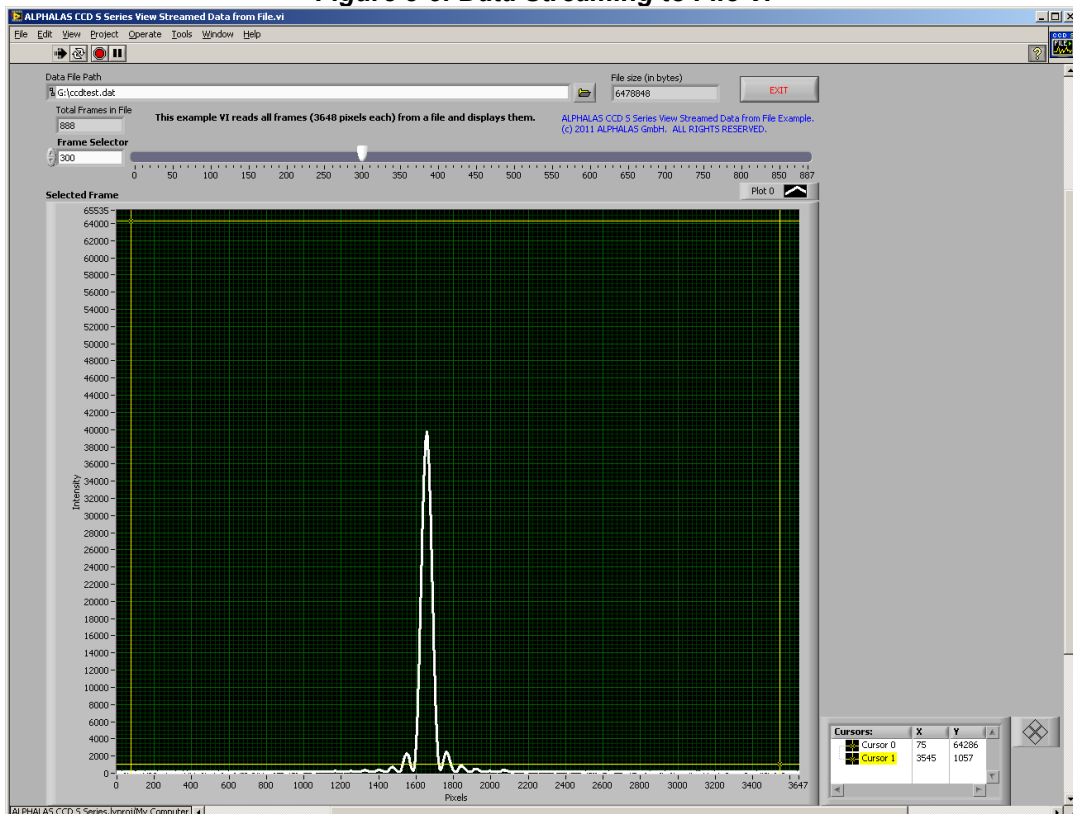 ALPHALAS CCD S Series View Streamed Data from File.vi
File Edit View Project Operate Tools Window Help
CCD S
FILE
Data File Path
G:\ccdtest.dat
File size (in bytes)
6478848
EXIT
Total Frames in File
888
This example VI reads all frames (3648 pixels each) from a file and displays them.
ALPHALAS CCD S Series View Streamed Data from File Example.
(c) 2011 ALPHALAS GmbH. ALL RIGHTS RESERVED.
Frame Selector
300
0 50 100 150 200 250 300 350 400 450 500 550 600 650 700 750 800 850 887
Selected Frame
Plot 0
65535
64000
62000
60000
58000
56000
54000
52000
50000
48000
46000
44000
42000
40000
38000
36000
34000
32000
30000
28000
26000
24000
22000
20000
18000
16000
14000
12000
10000
8000
6000
4000
2000
0
Intensity
0 200 400 600 800 1000 1200 1400 1600 1800 2000 2200 2400 2600 2800 3000 3200 3400 3647
Pixels
Cursors: X Y
Cursor 0 75 64286
Cursor 1 3545 1057
ALPHALAS CCD S Series.lvproj/My Computer